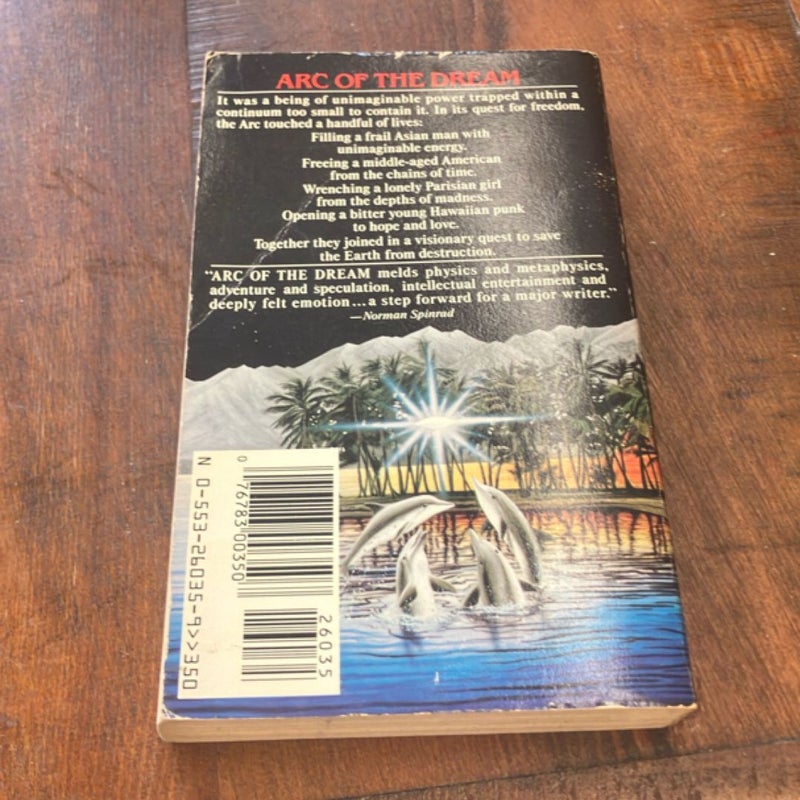 ARC OF THE DREAM
It was a being of unimaginable power trapped within a
continuum too small to contain it. In its quest for freedom,
the Arc touched a handful of lives:
Filling a frail Asian man with
unimaginable energy.
Freeing a middle-aged American
from the chains of time.
Wrenching a lonely Parisian girl
from the depths of madness.
Opening a bitter young Hawaiian punk
to hope and love.
Together they joined in a visionary quest to save
the Earth from destruction.
"ARC OF THE DREAM melds physics and metaphysics,
adventure and speculation, intellectual entertainment and
deeply felt emotion...a step forward for a major writer."
—Norman Spinrad
N 0-553-26035-6>>350
0 76783 00350
26035